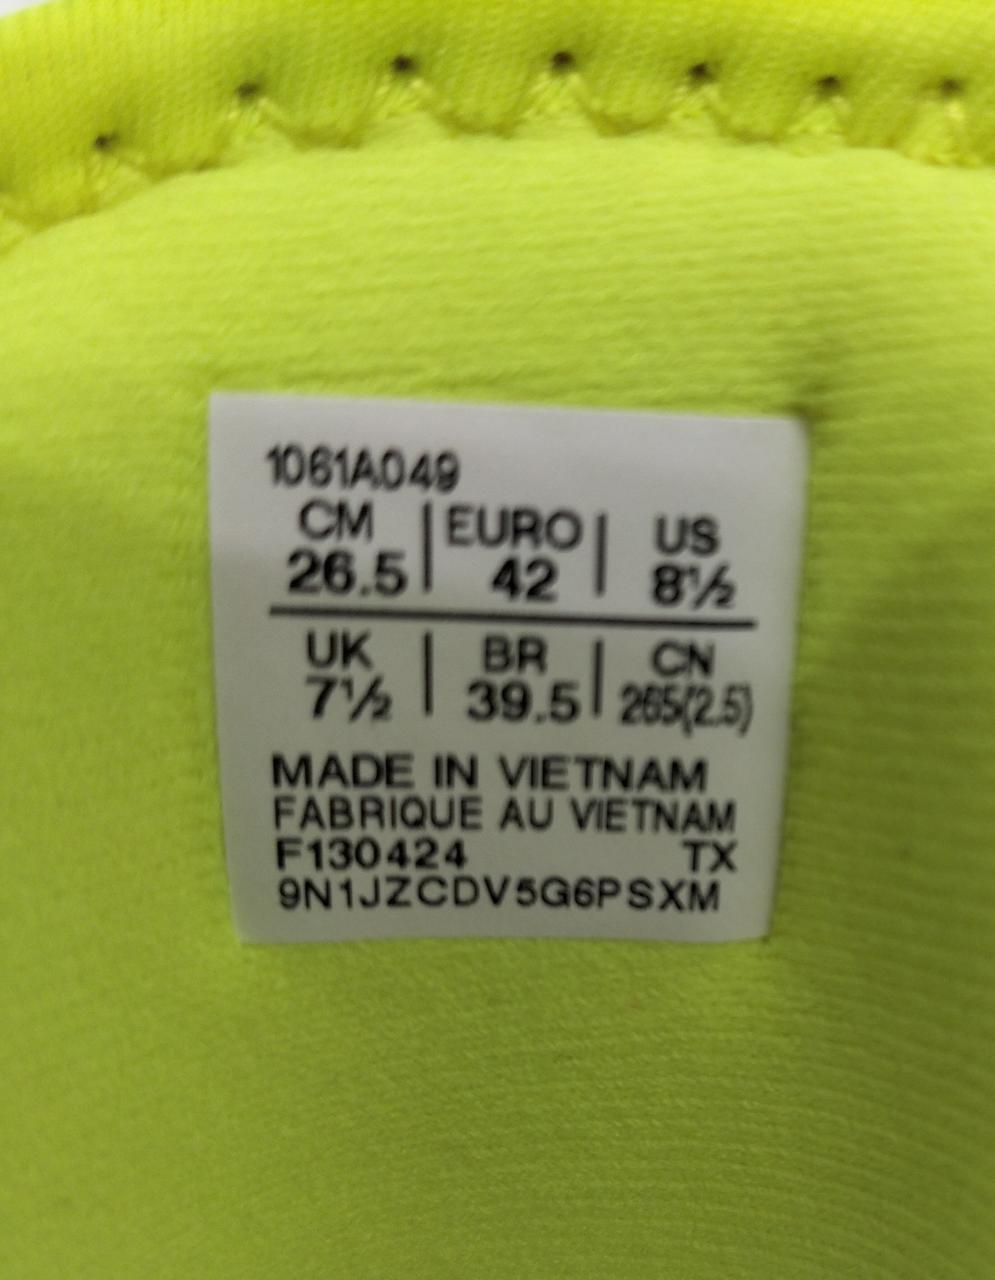 1061A049
CM | EURO | US
26.5 | 42 | 8½
UK | BR | CN
7½ | 39.5 | 265(2.5)
MADE IN VIETNAM
FABRIQUE AU VIETNAM
F130424 TX
9N1JZCDV5G6PSXM